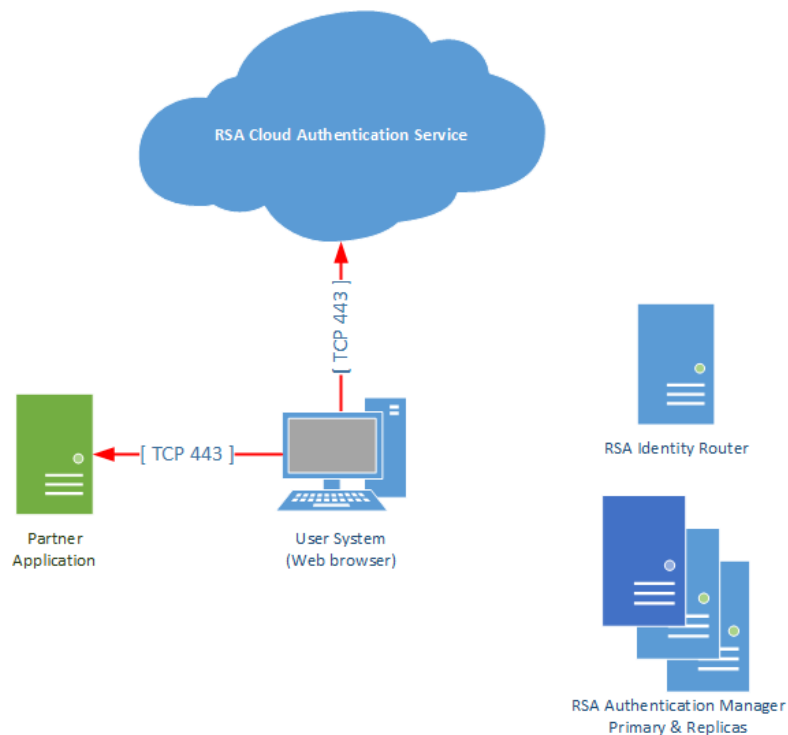 RSA Cloud Authentication Service
[ TCP 443 ]
RSA Identity Router
[ TCP 443 ]
Partner
Application
User System
(Web browser)
RSA Authentication Manager
Primary & Replicas